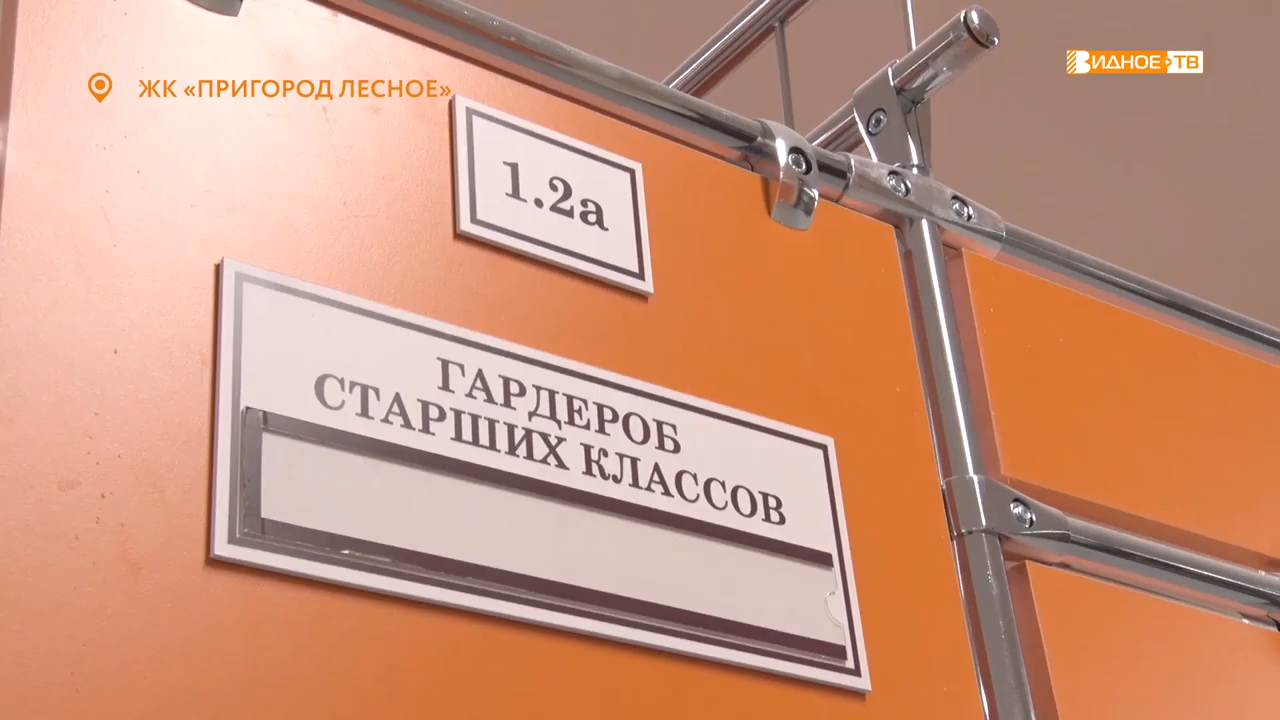 ЖК «ПРИГОРОД ЛЕСНОЕ»
ВИДНОЕ ТВ
1.2а
ГАРДЕРОБ
СТАРШИХ КЛАССОВ